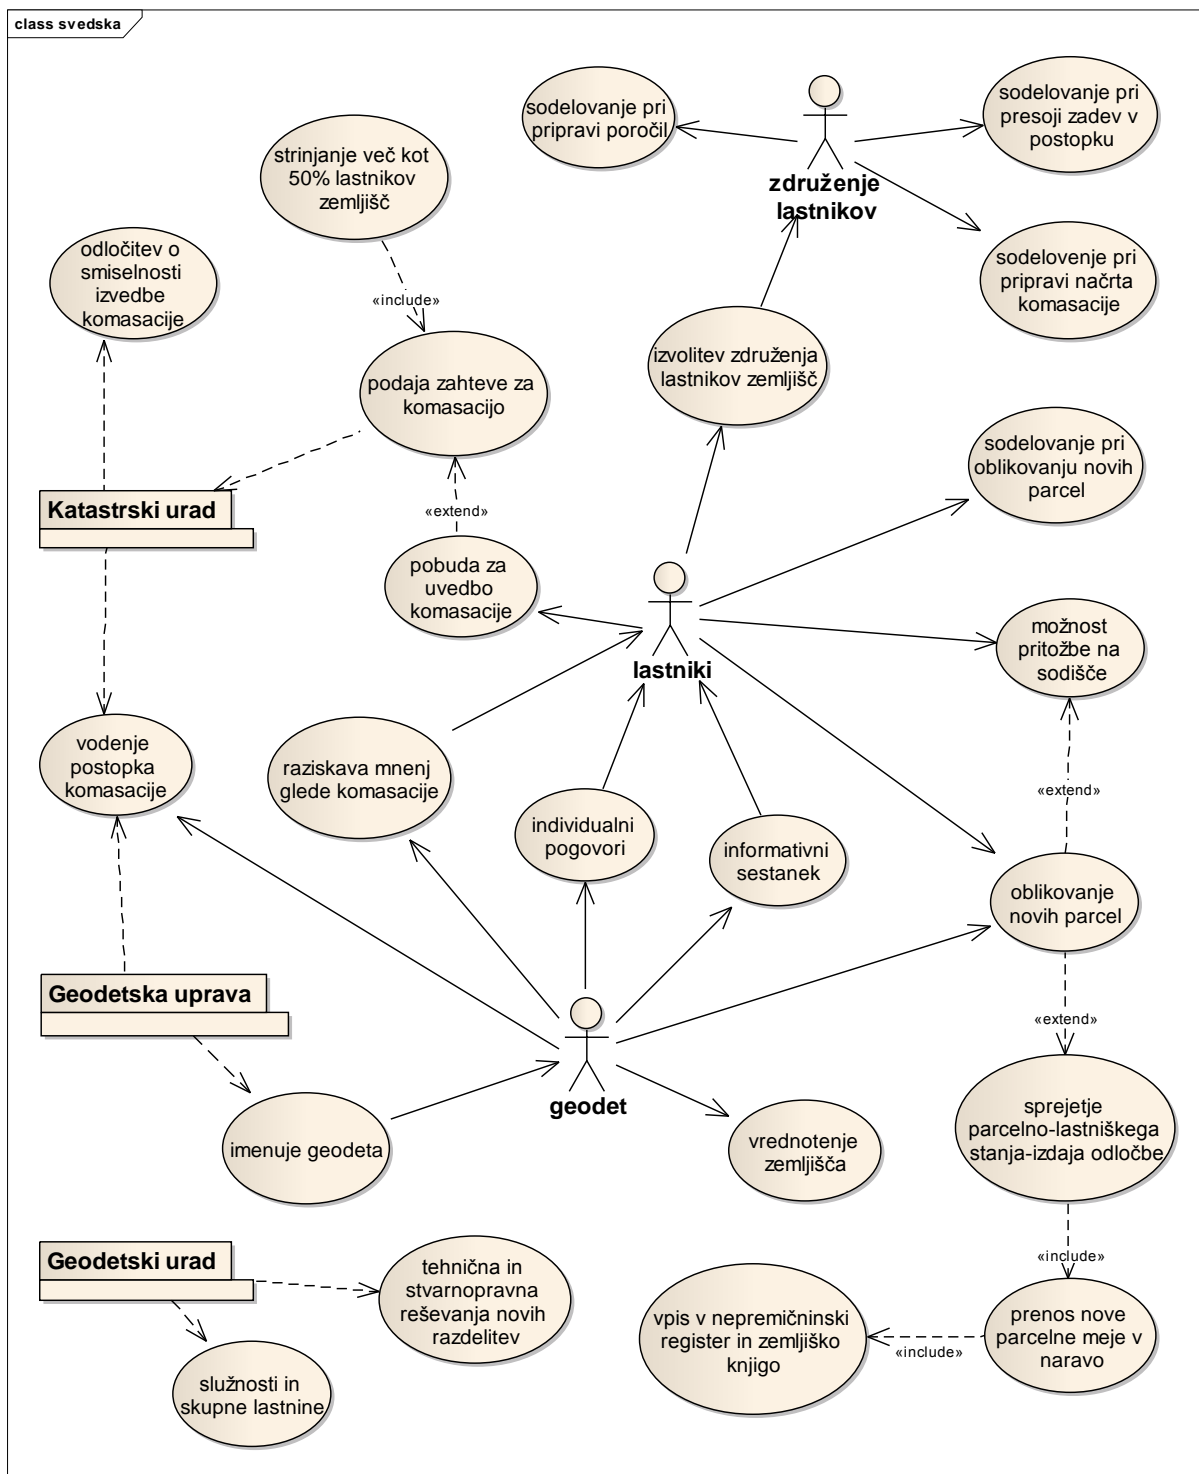 class svedska
sodelovanje pri
pripravi poročil
sodelovanje pri
presoji zadev v
postopku
strinjanje več kot
50% lastnikov
zemljišč
združenje
lastnikov
odločitev o
smiselnosti
izvedbe
komasacije
sodelovenje pri
pripravi načrta
komasacije
«include»
izvolitev združenja
lastnikov zemljišč
podaja zahteve za
komasacijo
sodelovanje pri
oblikovanju novih
parcel
Katastrski urad
«extend»
pobuda za
uvedbo
komasacije
lastniki
možnost
pritožbe na
sodišče
vodenje
postopka
komasacije
raziskava mnenj
glede komasacije
«extend»
individualni
pogovori
informativni
sestanek
oblikovanje
novih parcel
Geodetska uprava
«extend»
geodet
imenuje geodeta
vrednotenje
zemljišča
sprejetje
parcelno-lastniškega
stanja-izdaja odločbe
Geodetski urad
tehnična in
stvarnopravna
reševanja novih
razdelitev
«include»
vpis v nepremičninski
register in zemljiško
knjigo
«include»
prenos nove
parcelne meje v
naravo
služnosti in
skupne lastnine